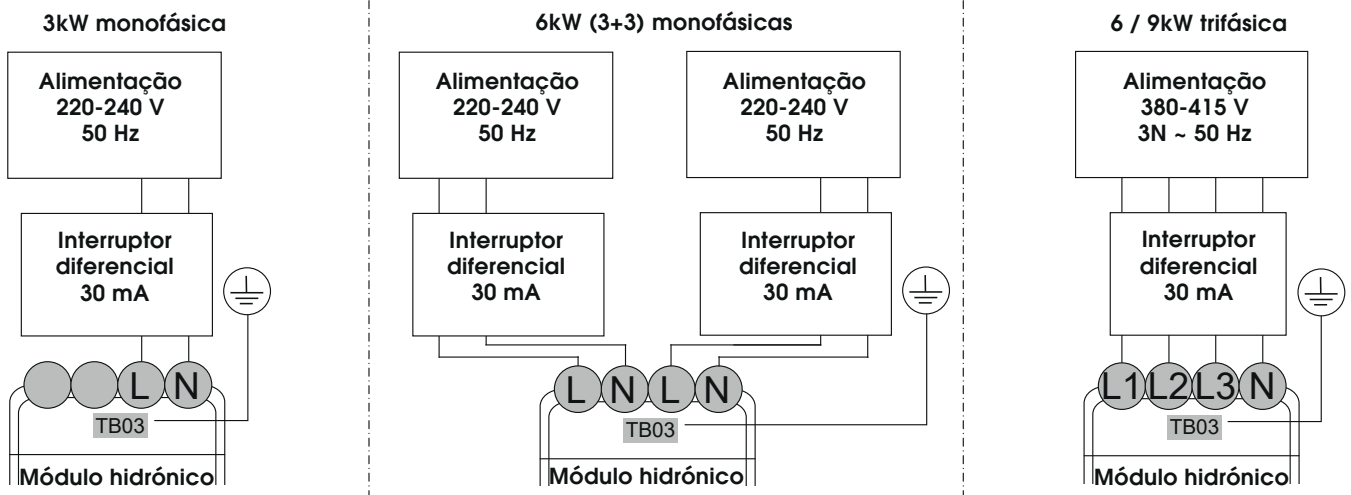 3kW monofásica
Alimentação
220-240 V
50 Hz
Interruptor
diferencial
30 mA
L N
TB03
Módulo hidrónico
6kW (3+3) monofásicas
Alimentação
220-240 V
50 Hz
Alimentação
220-240 V
50 Hz
Interruptor
diferencial
30 mA
Interruptor
diferencial
30 mA
L N L N
TB03
Módulo hidrónico
6 / 9kW trifásica
Alimentação
380-415 V
3N ~ 50 Hz
Interruptor
diferencial
30 mA
L1 L2 L3 N
TB03
Módulo hidrónico